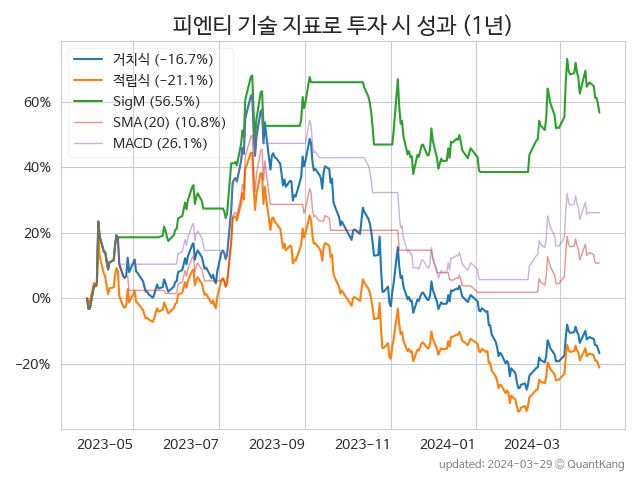 피엔티 기술 지표로 투자 시 성과 (1년)
거치식 (−16.7%)
적립식 (−21.1%)
SigM (56.5%)
SMA(20) (10.8%)
MACD (26.1%)
60%
40%
20%
0%
−20%
2023−05 2023−07 2023−09 2023−11 2024−01 2024−03
updated: 2024−03−29 © QuantKang